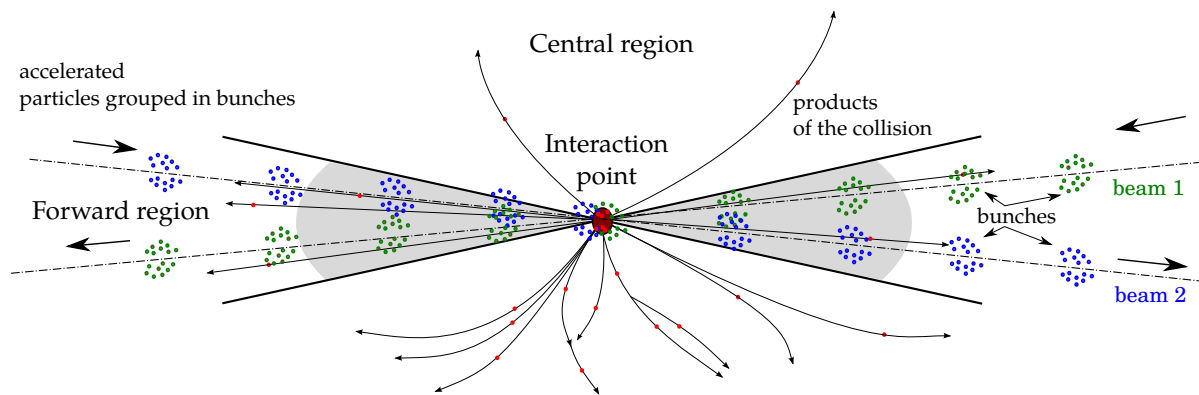 Central region
accelerated
particles grouped in bunches
products
of the collision
Interaction
point
beam 1
Forward region
bunches
beam 2